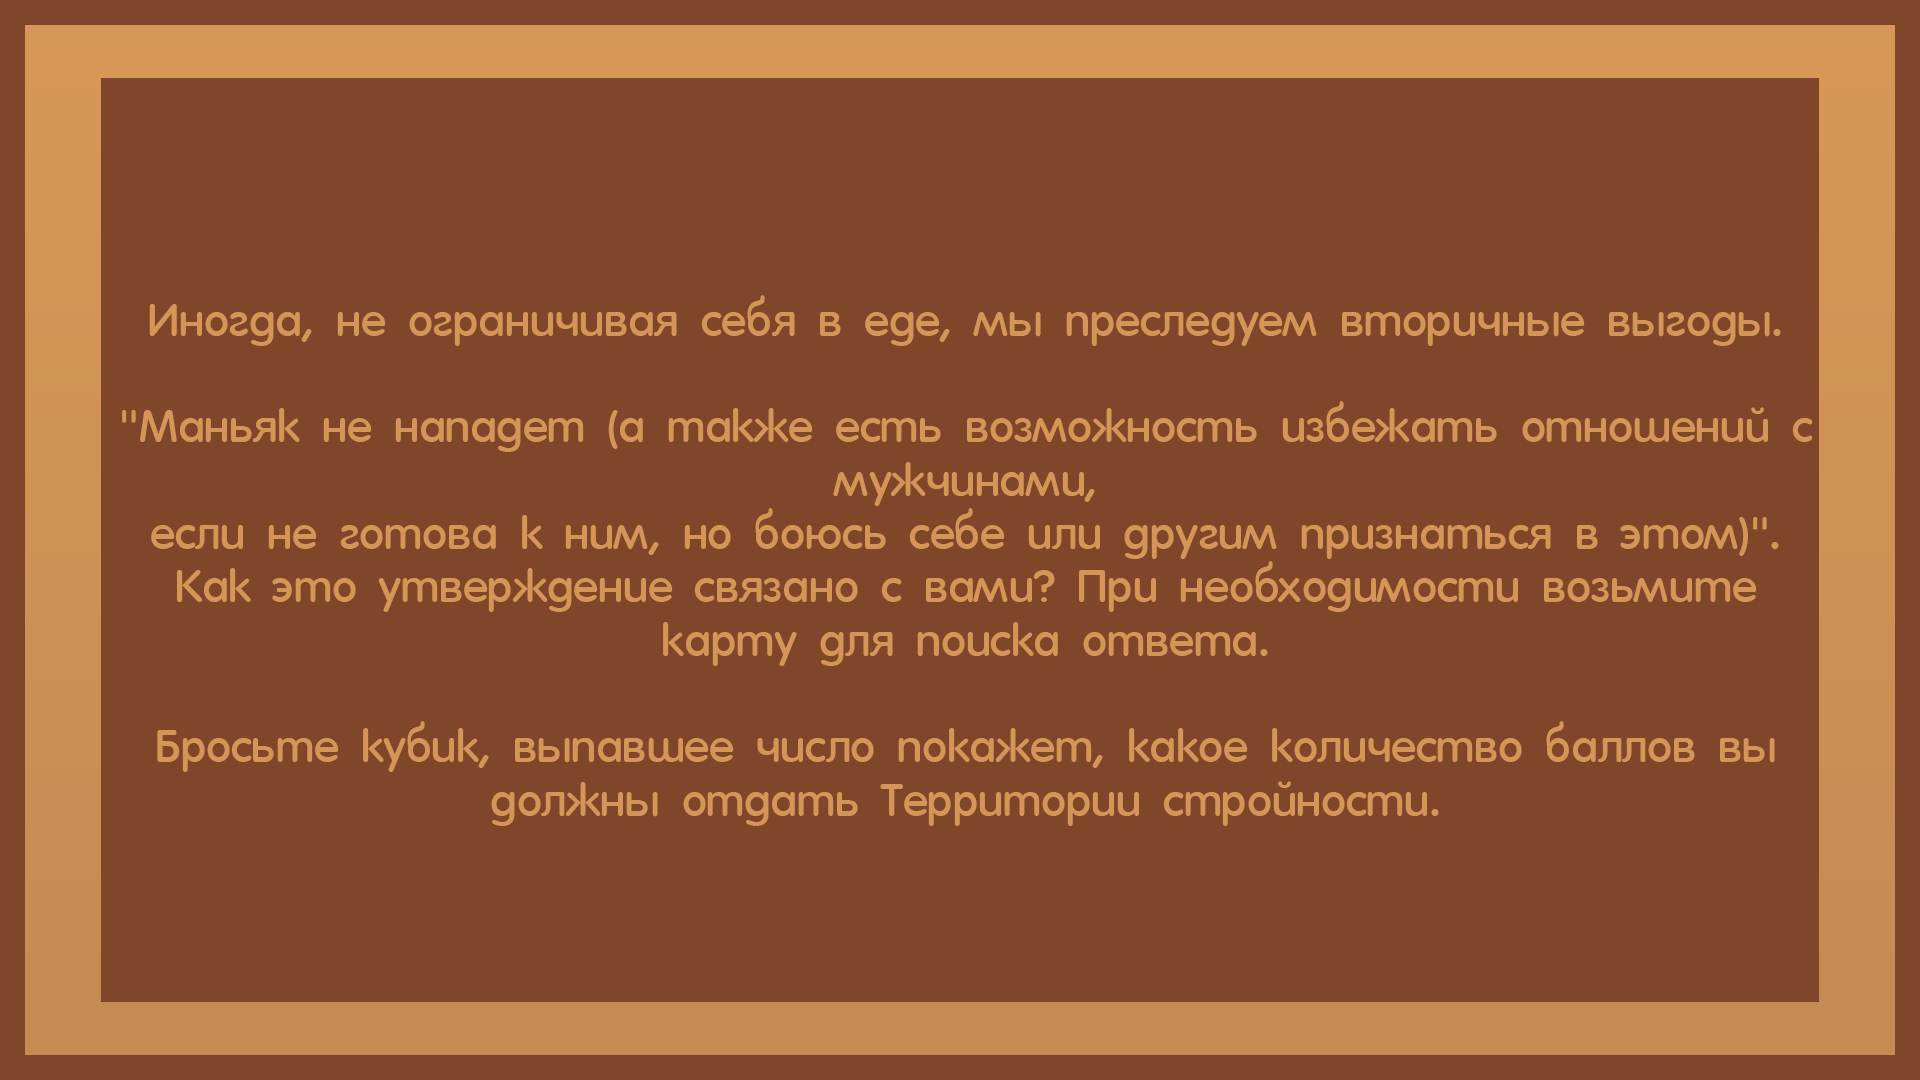 Иногда, не ограничивая себя в еде, мы преследуем вторичные выгоды.
"Маньяк не нападет (а также есть возможность избежать отношений с
мужчинами,
если не готова к ним, но боюсь себе или другим признаться в этом)".
Как это утверждение связано с вами? При необходимости возьмите
карту для поиска ответа.
Бросьте кубик, выпавшее число покажет, какое количество баллов вы
должны отдать Территории стройности.